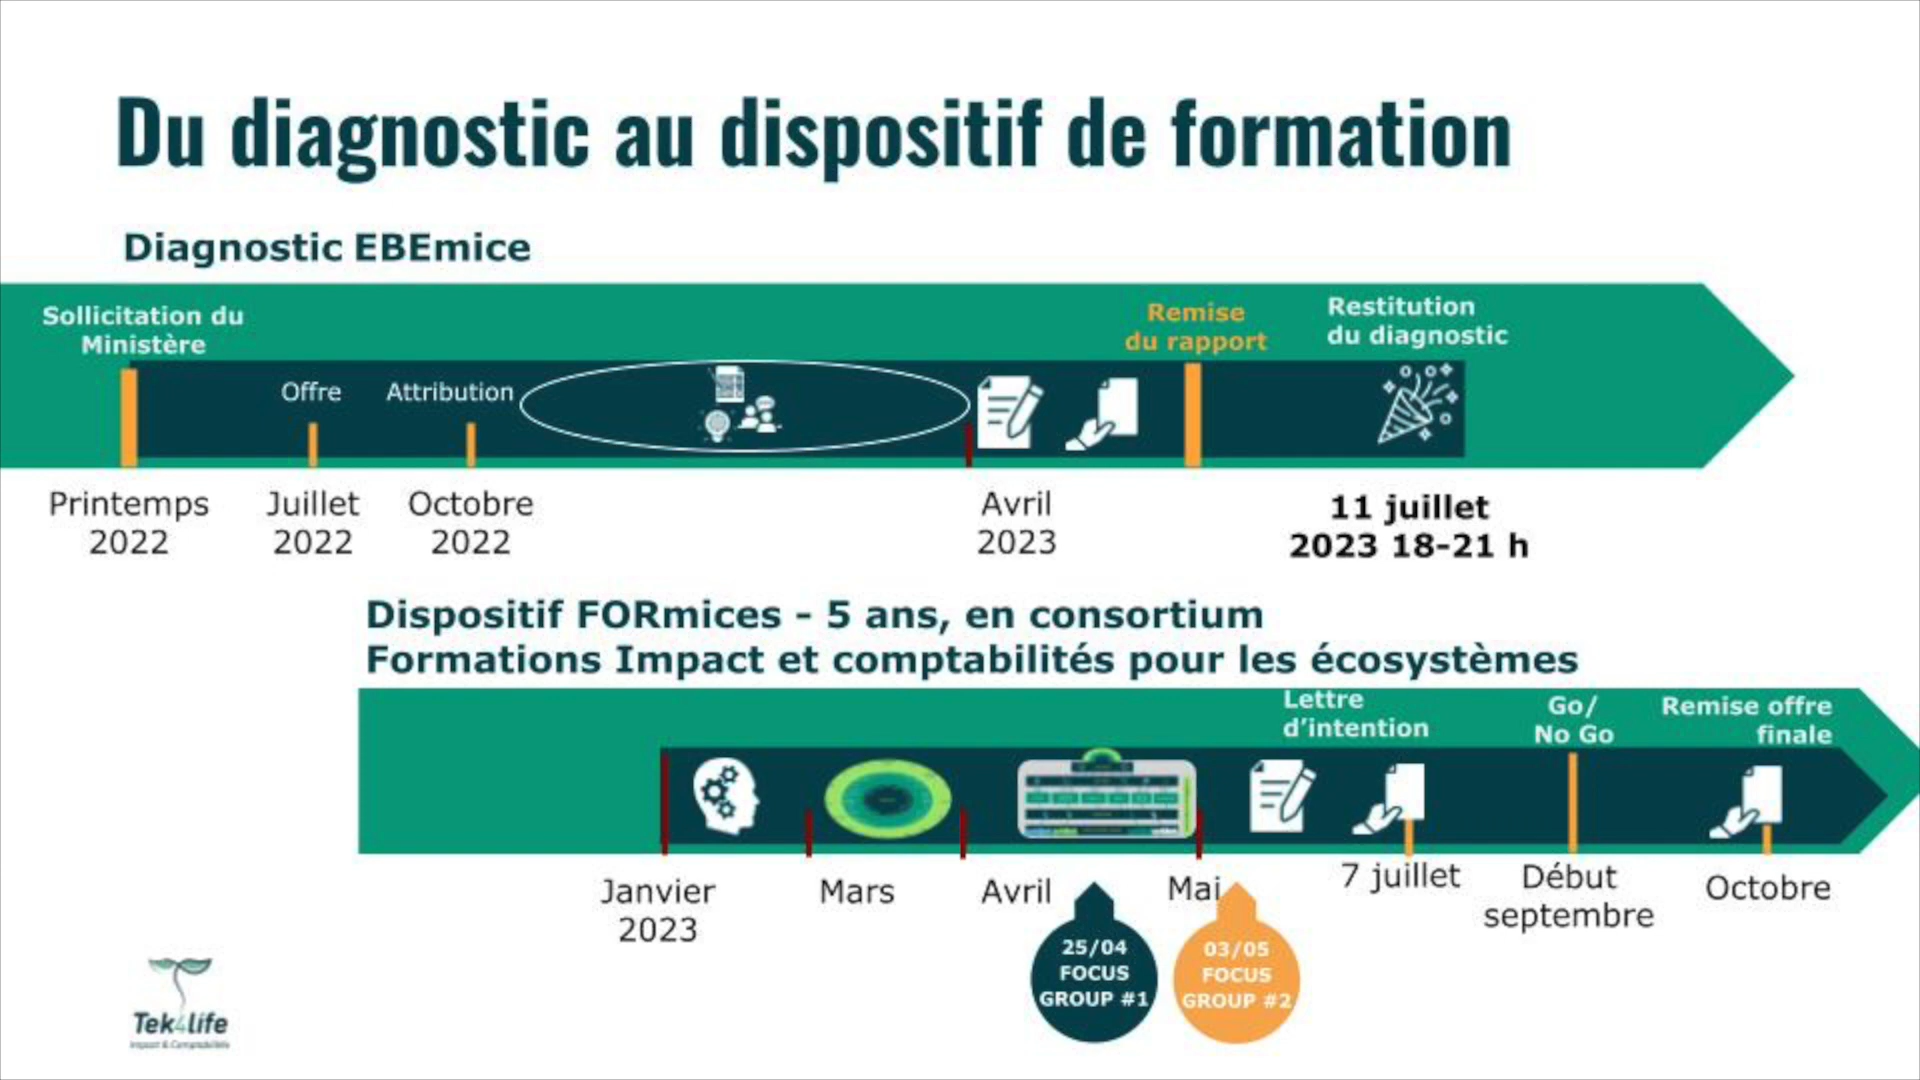 Du diagnostic au dispositif de formation
Diagnostic EBEmice
Sollicitation du
Ministère
Offre
Attribution
Remise
du rapport
Restitution
du diagnostic
Printemps
2022
Juillet
2022
Octobre
2022
Avril
2023
11 juillet
2023 18-21 h
Dispositif FORmices - 5 ans, en consortium
Formations Impact et comptabilités pour les écosystèmes
Lettre
d'intention
Go/
No Go
Remise offre
finale
Janvier
2023
Mars
Avril
Mai
7 juillet
Début
septembre
Octobre
25/04
FOCUS
GROUP #1
03/05
FOCUS
GROUP #2
Tek4life
Impact & Comptabilités